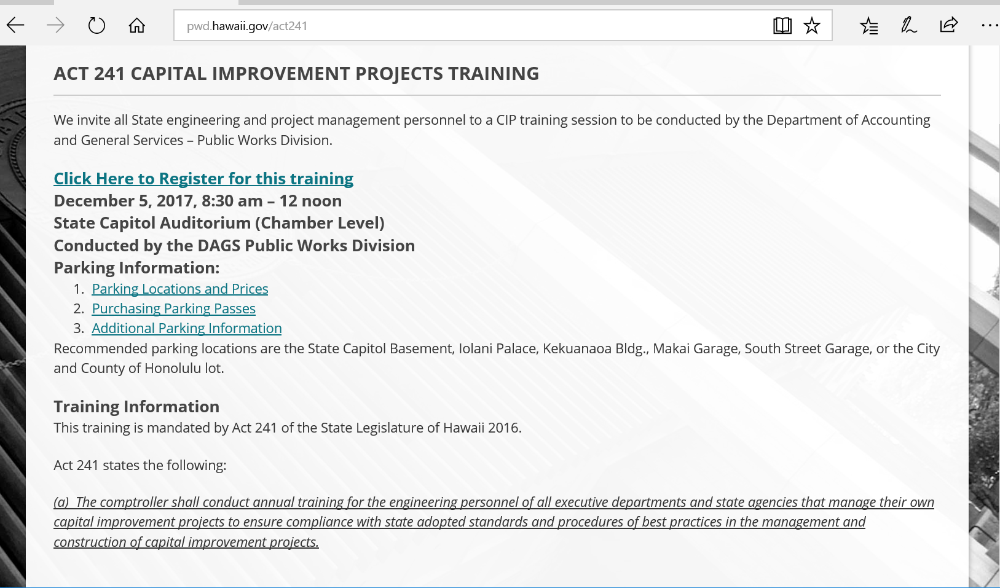 pwd.hawaii.gov/act241
ACT 241 CAPITAL IMPROVEMENT PROJECTS TRAINING
We invite all State engineering and project management personnel to a CIP training session to be conducted by the Department of Accounting
and General Services – Public Works Division.
Click Here to Register for this training
December 5, 2017, 8:30 am – 12 noon
State Capitol Auditorium (Chamber Level)
Conducted by the DAGS Public Works Division
Parking Information:
1. Parking Locations and Prices
2. Purchasing Parking Passes
3. Additional Parking Information
Recommended parking locations are the State Capitol Basement, Iolani Palace, Kekuanaoa Bldg., Makai Garage, South Street Garage, or the City
and County of Honolulu lot.
Training Information
This training is mandated by Act 241 of the State Legislature of Hawaii 2016.
Act 241 states the following:
(a)  The comptroller shall conduct annual training for the engineering personnel of all executive departments and state agencies that manage their own
capital improvement projects to ensure compliance with state adopted standards and procedures of best practices in the management and
construction of capital improvement projects.